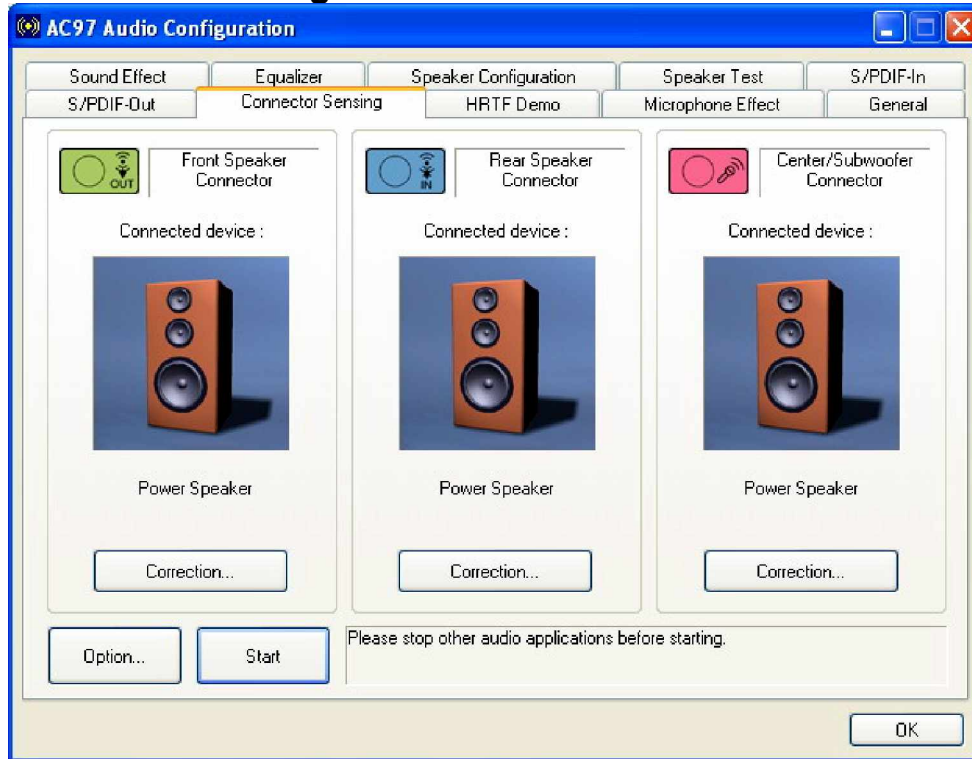 AC97 Audio Configuration
Sound Effect
Equalizer
Speaker Configuration
Speaker Test
S/PDIF-In
S/PDIF-Out
Connector Sensing
HRTF Demo
Microphone Effect
General
OUT
Front Speaker
Connector
IN
Rear Speaker
Connector
Center/Subwoofer
Connector
Connected device :
Connected device :
Connected device :
Power Speaker
Power Speaker
Power Speaker
Correction...
Correction...
Correction...
Option...
Start
Please stop other audio applications before starting.
OK